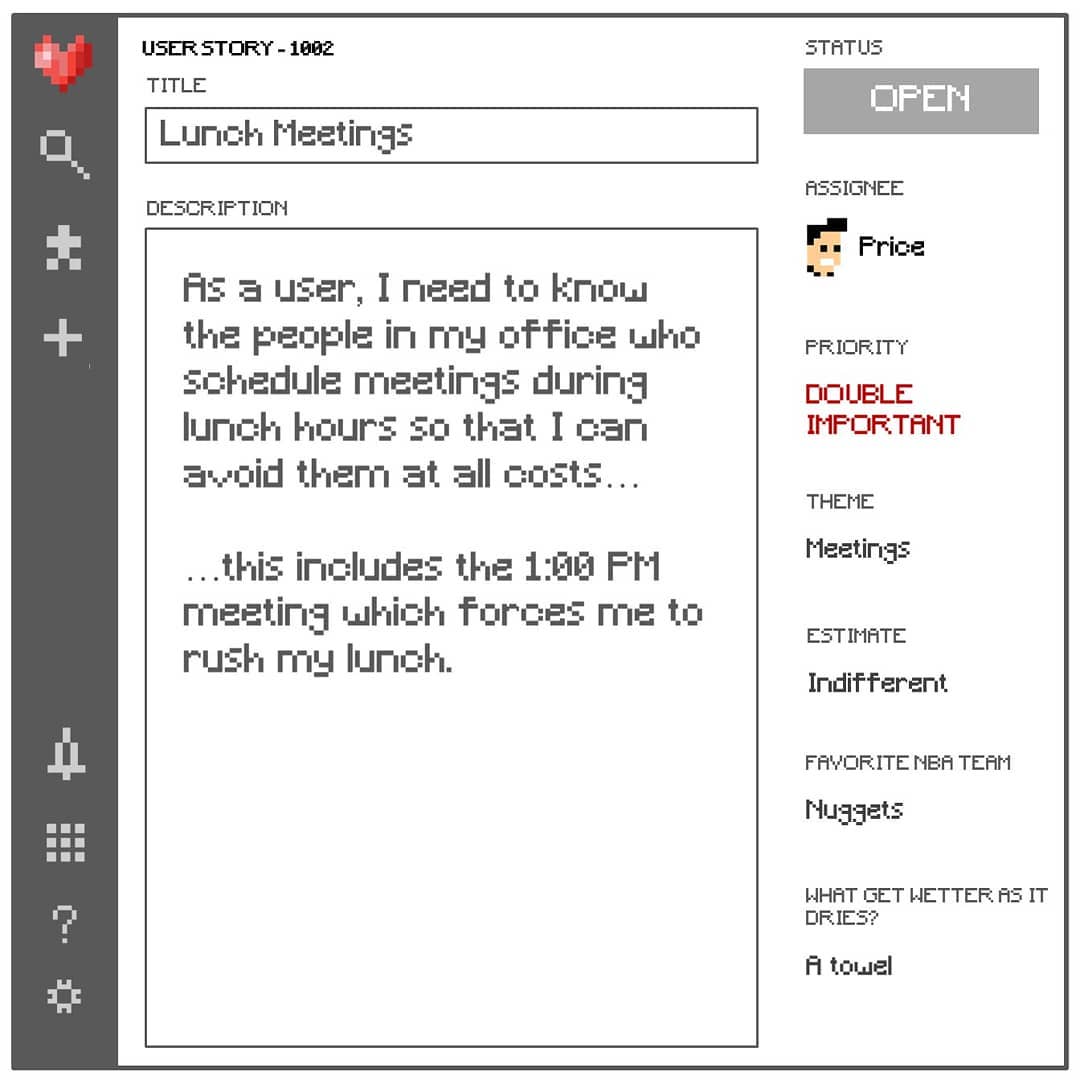 USER STORY - 1002
TITLE
Lunch Meetings
DESCRIPTION
As a user, I need to know
the people in my office who
schedule meetings during
lunch hours so that I can
avoid them at all costs...
...this includes the 1:00 PM
meeting which forces me to
rush my lunch.
STATUS
OPEN
ASSIGNEE
Price
PRIORITY
DOUBLE
IMPORTANT
THEME
Meetings
ESTIMATE
Indifferent
FAVORITE NBA TEAM
Nuggets
WHAT GET WETTER AS IT
DRIES?
A towel